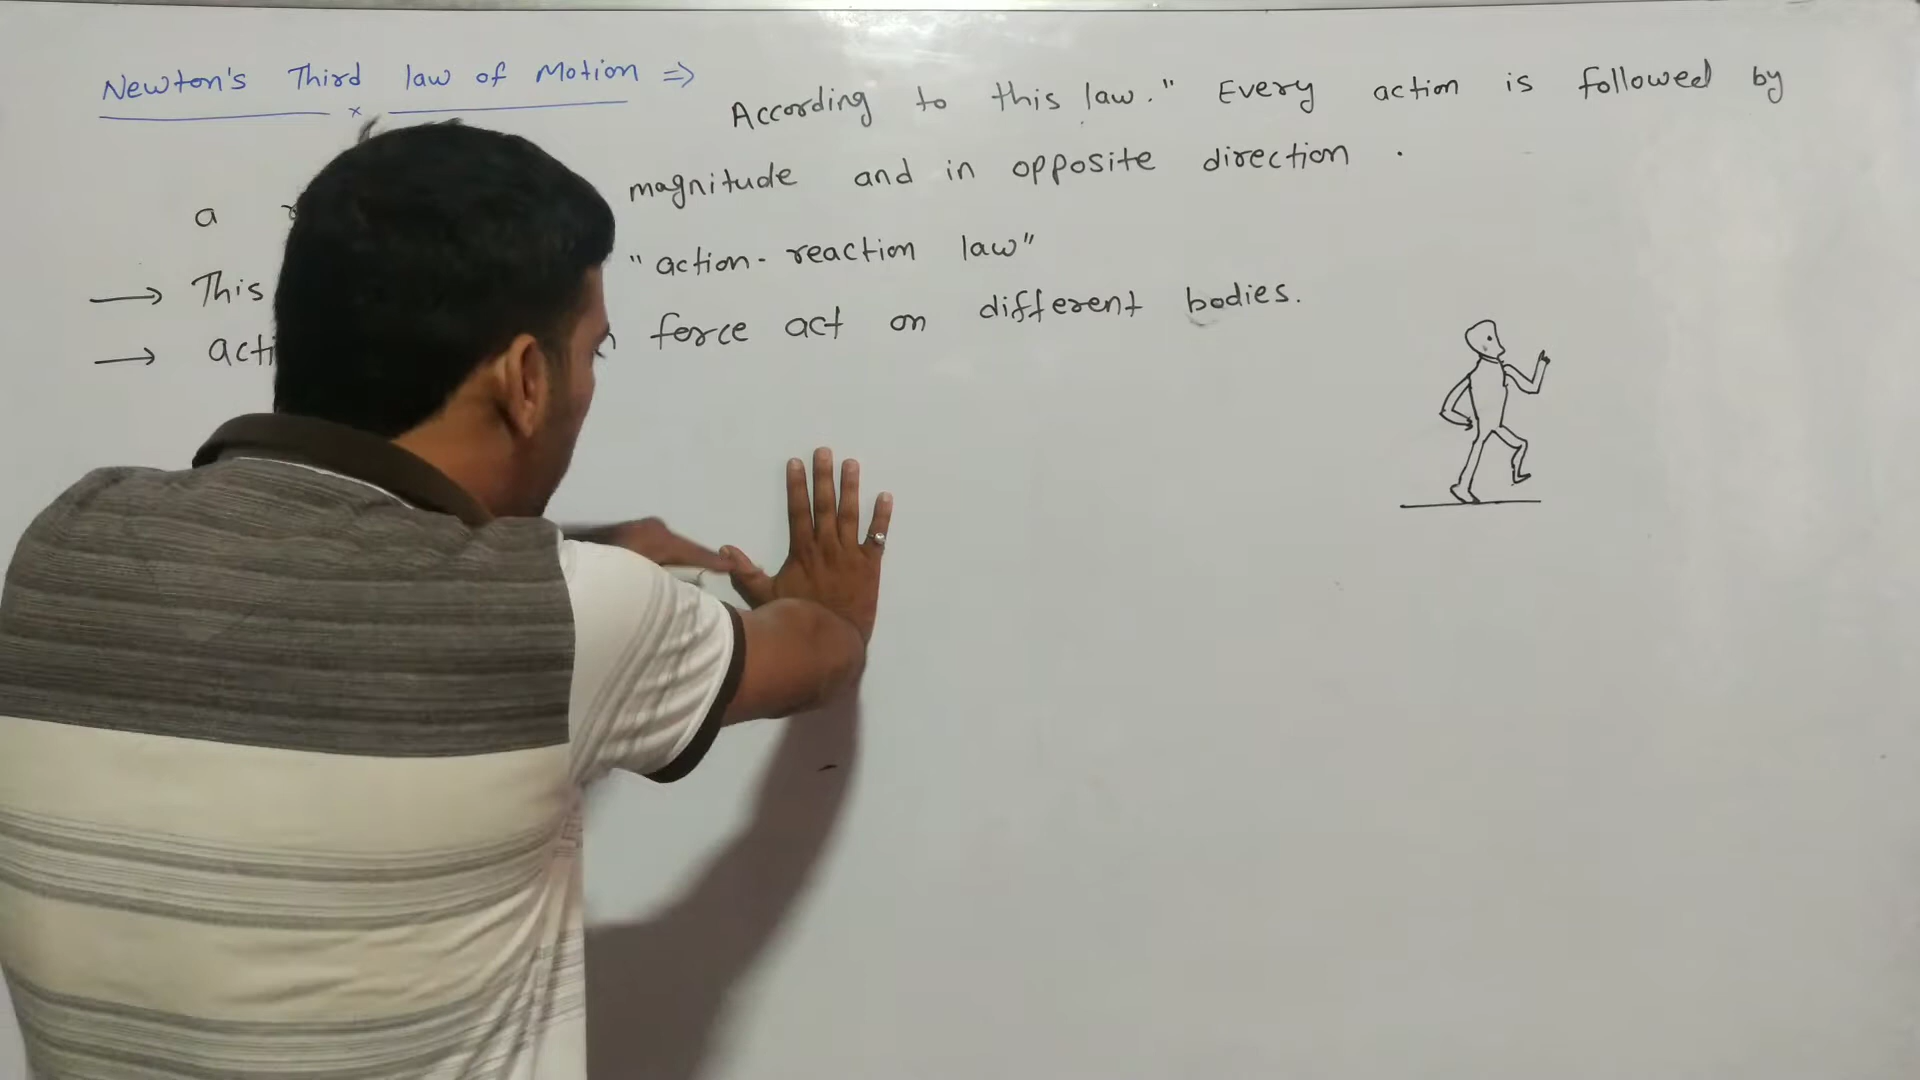 Newton's Third law of Motion ⇒ According to this law." Every action is followed by
a magnitude and in opposite direction .
→ This "action-reaction law"
→ force act on different bodies.